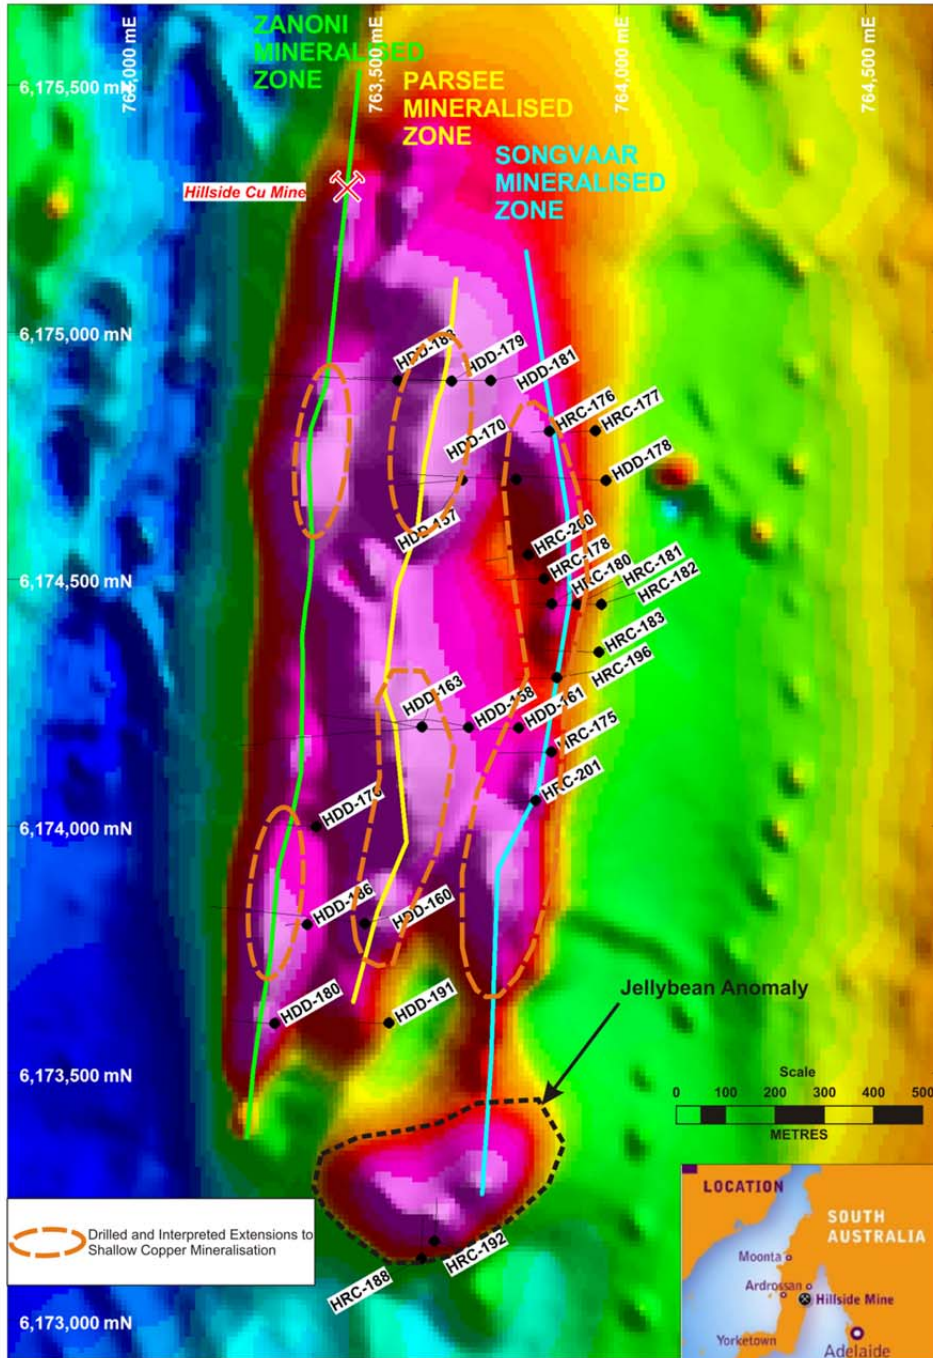 ZANONI
MINERALISED
ZONE
763,500 mE
764,000 mE
764,500 mE
6,175,500 mN
PARSEE
MINERALISED
ZONE
SONGVAAR
MINERALISED
ZONE
Hillside Cu Mine
6,175,000 mN
HDD-179
HDD-181
HRC-176
HRC-177
HDD-170
HDD-178
HRC-200
HRC-178
HRC-180
HRC-181
HRC-182
6,174,500 mN
HRC-183
HRC-196
HDD-163
HDD-161
HRC-175
HRC-201
6,174,000 mN
HDD-160
HDD-180
HDD-191
Jellybean Anomaly
6,173,500 mN
Scale
0 100 200 300 400 500
METRES
HRC-188
HRC-192
Drilled and Interpreted Extensions to
Shallow Copper Mineralisation
6,173,000 mN
LOCATION
SOUTH
AUSTRALIA
Moonta
Ardrossan
Hillside Mine
Yorketown
Adelaide